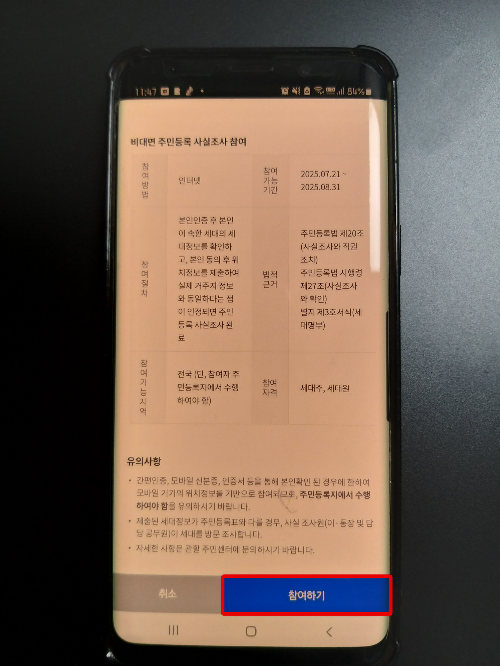 11:47
84%
비대면 주민등록 사실조사 참여
참
여
방
법
인터넷
참여
가능
기간
2025.07.21 ~
2025.08.31
참
여
절
차
본인인증 후 본인
이 속한 세대의 세
대정보를 확인하
고, 본인 동의 후 위
치정보를 제출하여
실제 거주지 정보
와 동일하다는 점
이 인정되면 주민
등록 사실조사 완
료
법적
근거
주민등록법 제20조
(사실조사와 직권
조치)
주민등록법 시행령
제27조(사실조사
와 확인)
별지 제3호서식(세
대명부)
참
여
가
능
지
역
전국 (단, 참여자 주
민등록지에서 수행
하여야 함)
참여
자격
세대주, 세대원
유의사항
• 간편인증, 모바일 신분증, 인증서 등을 통해 본인확인 된 경우에 한하여
모바일 기기의 위치정보를 기반으로 참여되므로, 주민등록지에서 수행
하여야 함을 유의하시기 바랍니다.
• 제출된 세대정보가 주민등록표와 다를 경우, 사실 조사원(이·통장 및 담
당 공무원)이 세대를 방문 조사합니다.
• 자세한 사항은 관할 주민센터에 문의하시기 바랍니다.
취소
참여하기